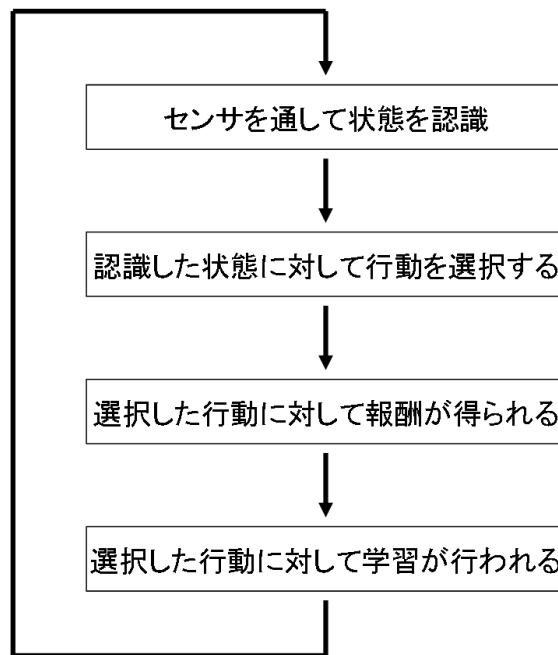 センサを通して状態を認識
認識した状態に対して行動を選択する
選択した行動に対して報酬が得られる
選択した行動に対して学習が行われる